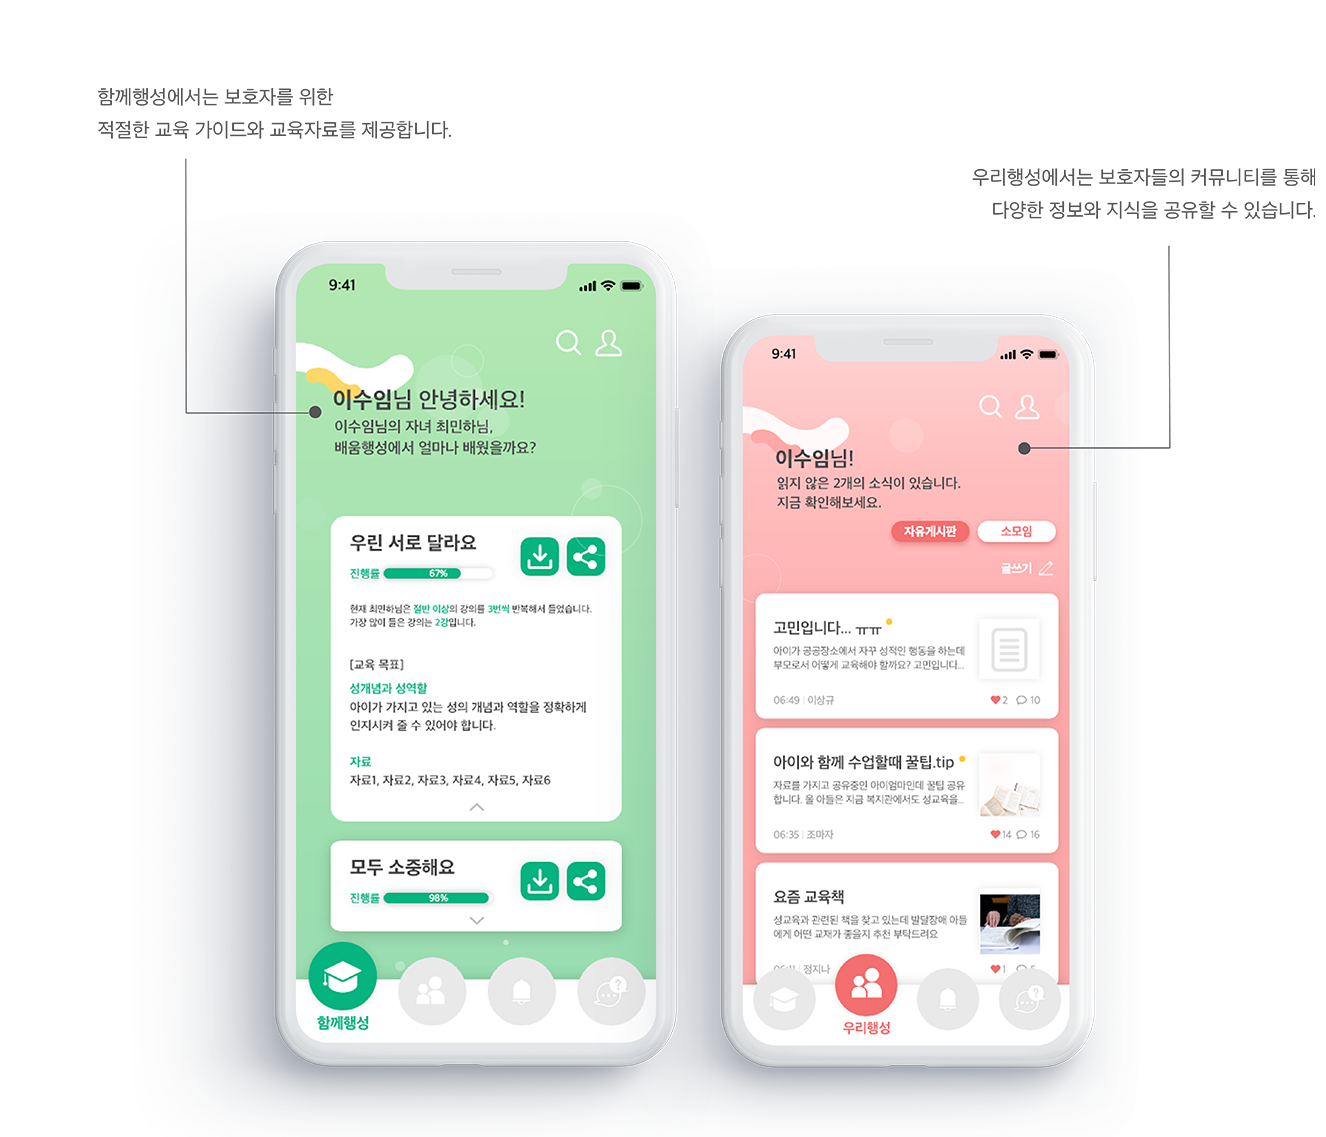 함께행성에서는 보호자를 위한
적절한 교육 가이드와 교육자료를 제공합니다.
우리행성에서는 보호자들의 커뮤니티를 통해
다양한 정보와 지식을 공유할 수 있습니다.
9:41
이수임님 안녕하세요!
이수임님의 자녀 최민하님,
배움행성에서 얼마나 배웠을까요?
우린 서로 달라요
진행률 67%
현재 최민하님은 절반 이상의 강의를 3번씩 반복해서 들었습니다.
가장 많이 들은 강의는 2강입니다.
[교육 목표]
성개념과 성역할
아이가 가지고 있는 성의 개념과 역할을 정확하게
인지시켜 줄 수 있어야 합니다.
자료
자료1, 자료2, 자료3, 자료4, 자료5, 자료6
모두 소중해요
진행률 98%
함께행성
9:41
이수임님!
읽지 않은 2개의 소식이 있습니다.
지금 확인해보세요.
자유게시판 소모임
글쓰기
고민입니다... ㅠㅠ
아이가 공공장소에서 자꾸 성적인 행동을 하는데
부모로서 어떻게 교육해야 할까요? 고민입니다...
06:49 | 이상규 2 10
아이와 함께 수업할때 꿀팁.tip
자료를 가지고 공유중인 아이엄마인데 꿀팁 공유
합니다. 울 아들은 지금 복지관에서도 성교육을...
06:35 | 조마자 14 16
요즘 교육책
성교육과 관련된 책을 찾고 있는데 발달장애 아들
에게 어떤 교재가 좋을지 추천 부탁드려요
정지나 1
우리행성